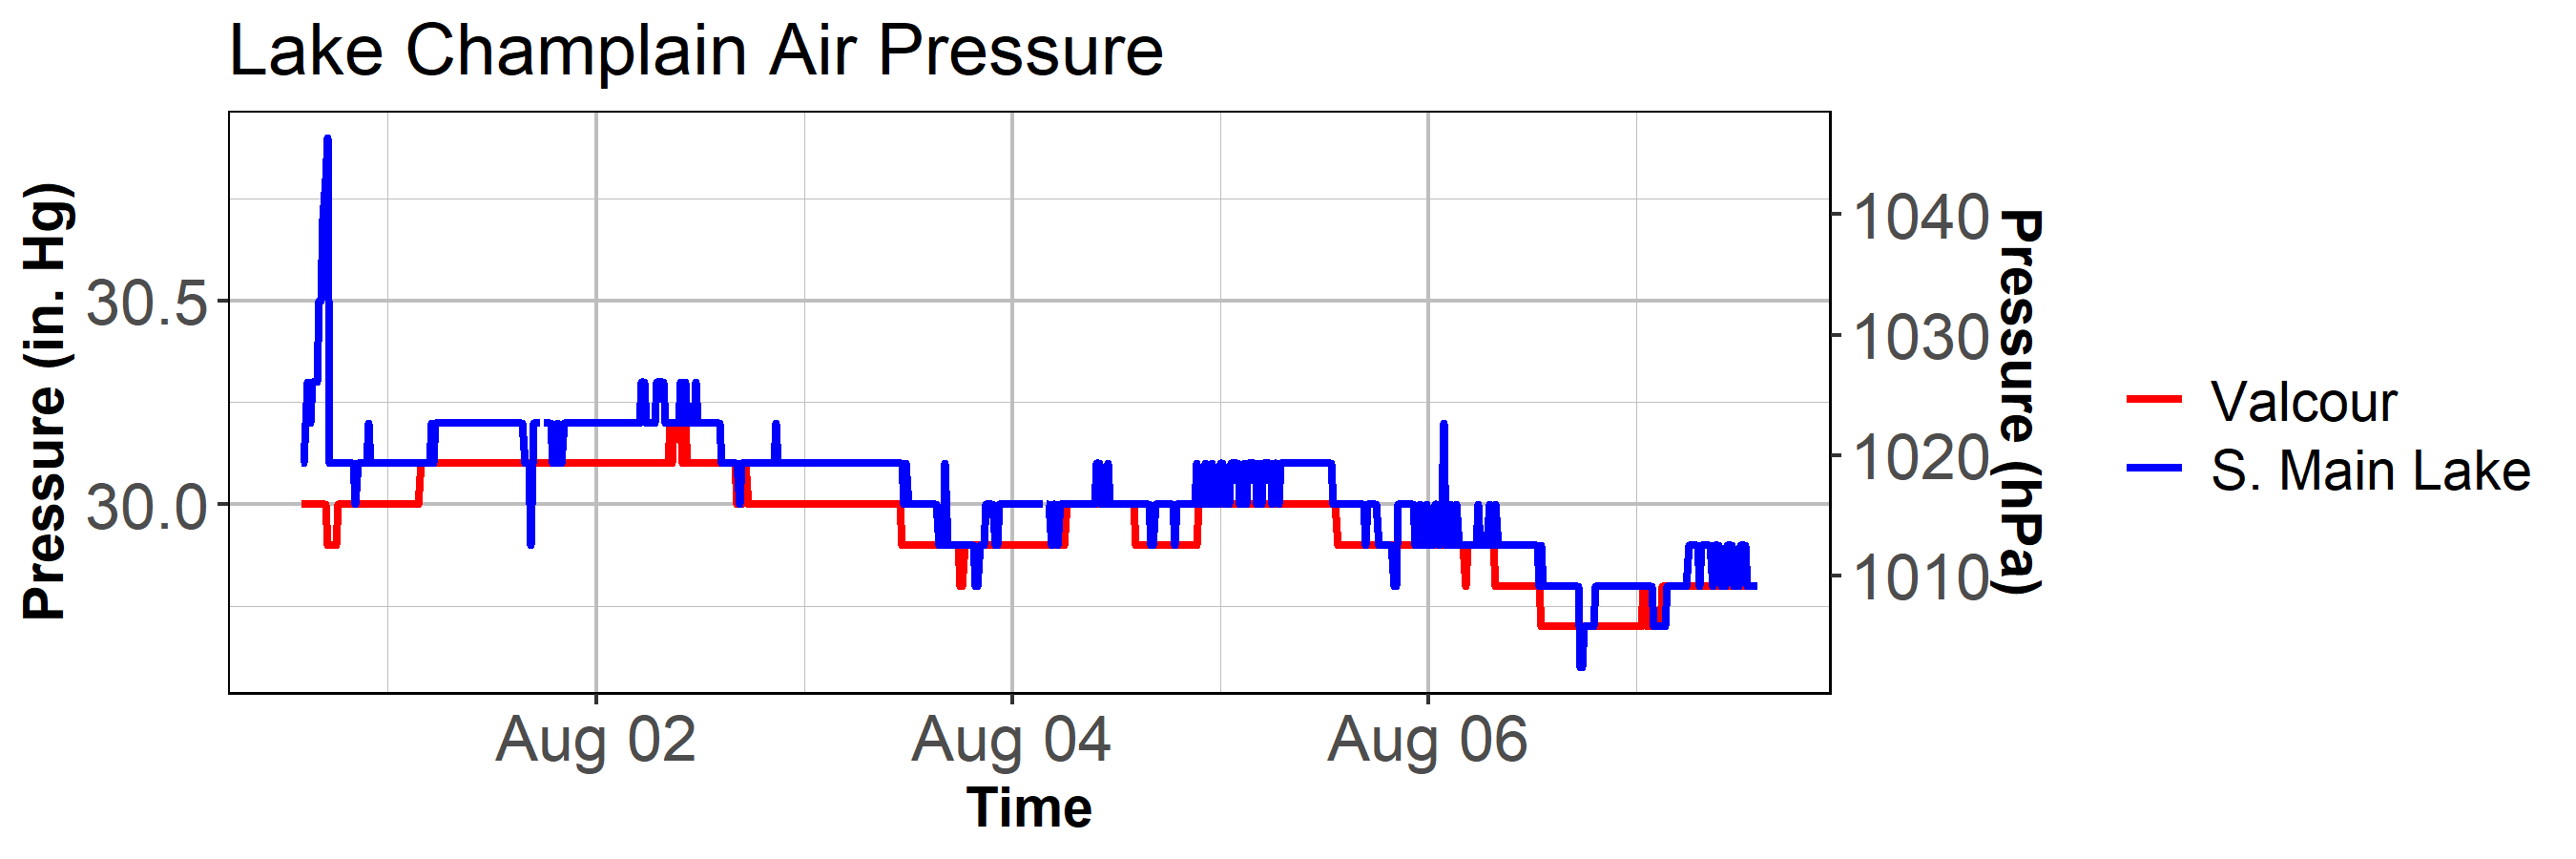 Lake Champlain Air Pressure
Pressure (in. Hg)
30.5
30.0
1040
1030
1020
1010
Pressure (hPa)
Valcour
S. Main Lake
Aug 02
Aug 04
Aug 06
Time